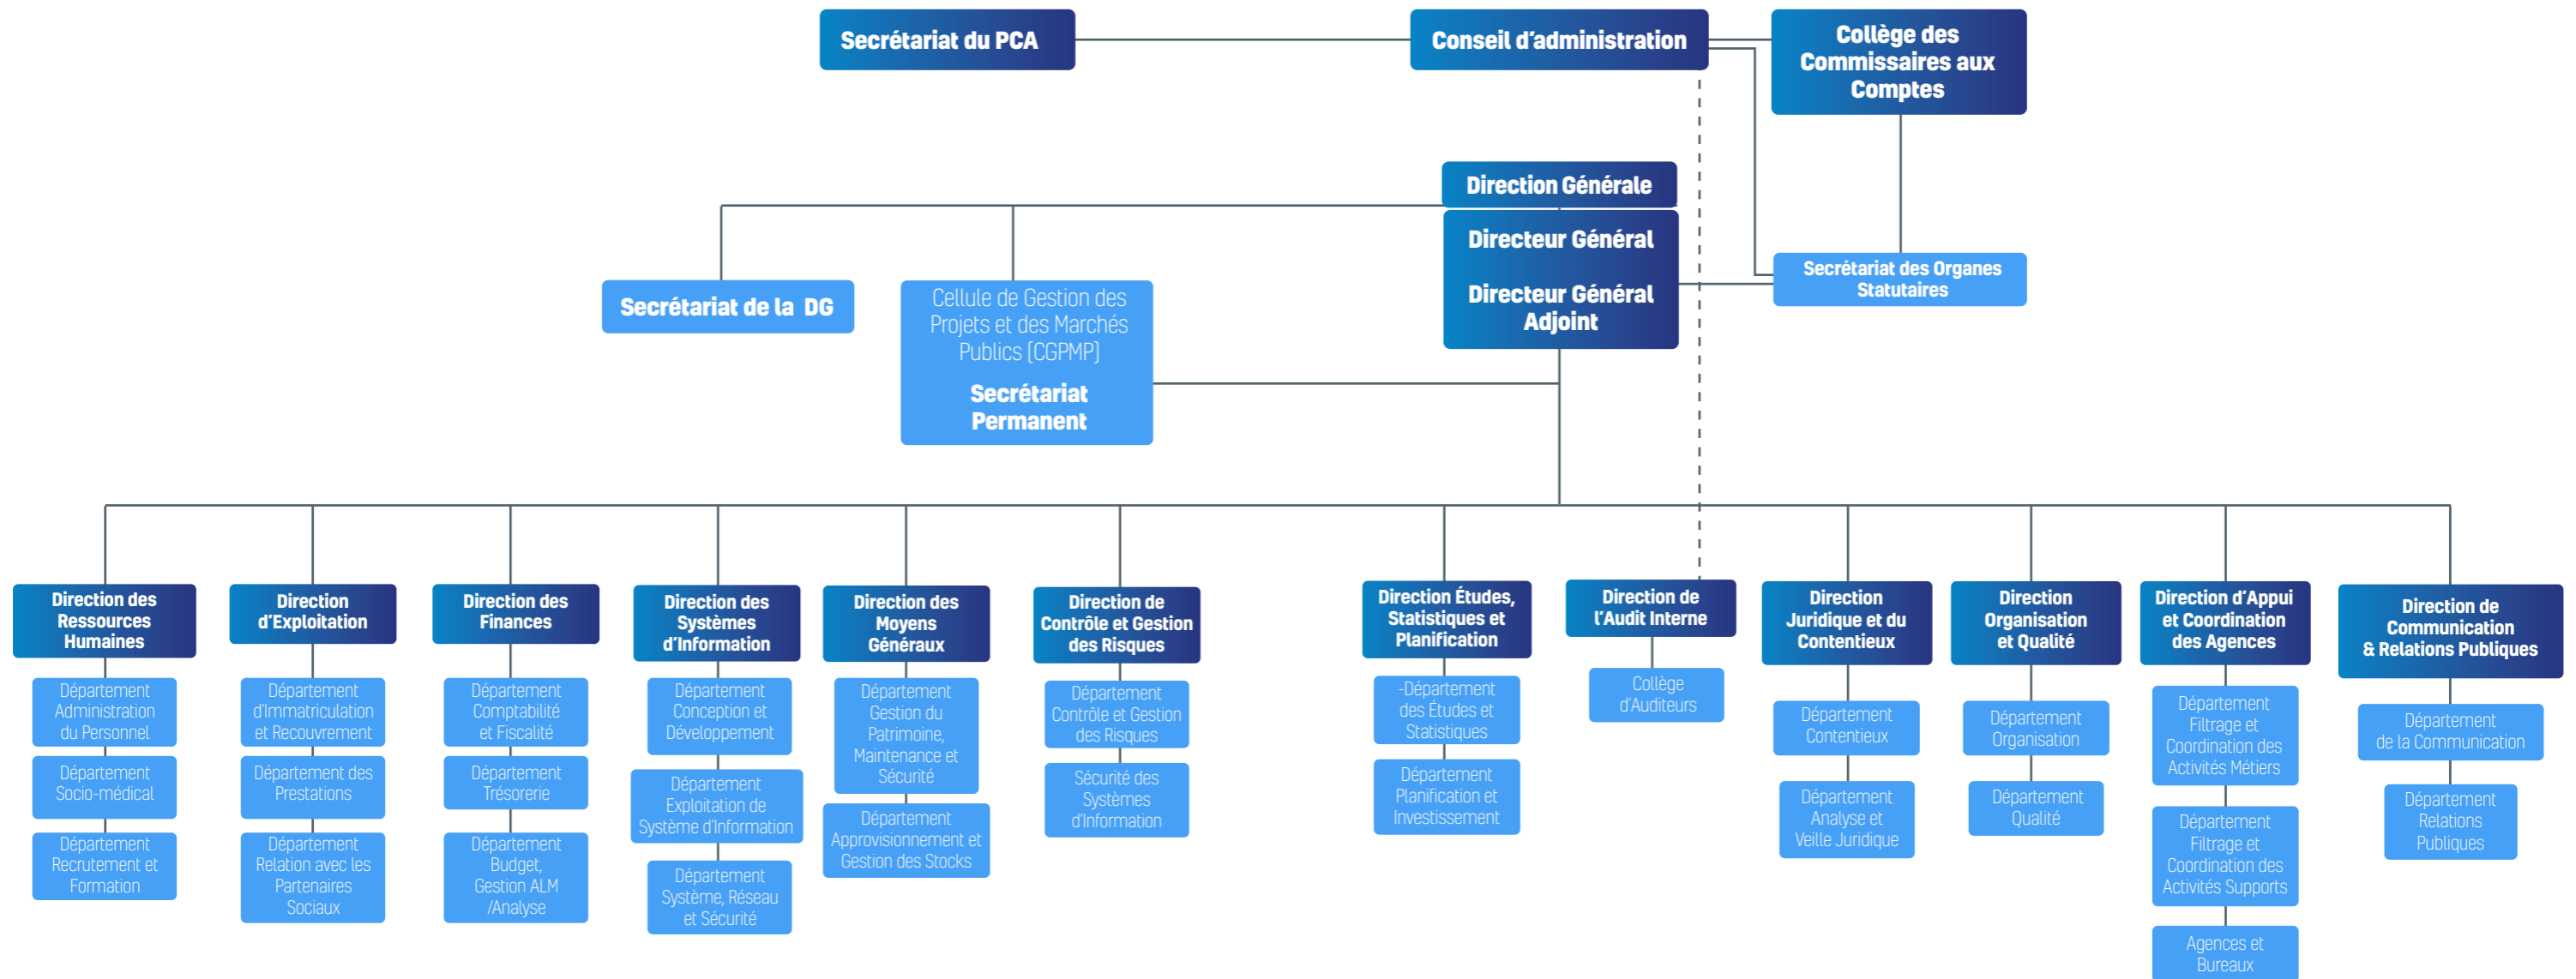 Secrétariat du PCA
Conseil d'administration
Collège des
Commissaires aux
Comptes
Direction Générale
Directeur Général
Directeur Général
Adjoint
Secrétariat des Organes
Statutaires
Secrétariat de la DG
Cellule de Gestion des
Projets et des Marchés
Publics (CGPMP)
Secrétariat
Permanent
Direction des
Ressources
Humaines
Département
Administration
du Personnel
Département
Socio-médical
Département
Recrutement et
Formation
Direction
d'Exploitation
Département
d'Immatriculation
et Recouvrement
Département des
Prestations
Département
Relation avec les
Partenaires
Sociaux
Direction des
Finances
Département
Comptabilité
et Fiscalité
Département
Trésorerie
Département
Budget,
Gestion ALM
/Analyse
Direction des
Systèmes
d'Information
Département
Conception et
Développement
Département
Exploitation de
Système d'Information
Département
Système, Réseau
et Sécurité
Direction des
Moyens
Généraux
Département
Gestion du
Patrimoine,
Maintenance et
Sécurité
Département
Approvisionnement et
Gestion des Stocks
Direction de
Contrôle et Gestion
des Risques
Département
Contrôle et Gestion
des Risques
Sécurité des
Systèmes
d'Information
Direction Études,
Statistiques et
Planification
-Département
des Études et
Statistiques
Département
Planification et
Investissement
Direction de
l'Audit Interne
Collège
d'Auditeurs
Direction
Juridique et du
Contentieux
Département
Contentieux
Département
Analyse et
Veille Juridique
Direction
Organisation
et Qualité
Département
Organisation
Département
Qualité
Direction d'Appui
et Coordination
des Agences
Département
Filtrage et
Coordination des
Activités Métiers
Département
Filtrage et
Coordination des
Activités Supports
Agences et
Bureaux
Direction de
Communication
& Relations Publiques
Département
de la Communication
Département
Relations
Publiques